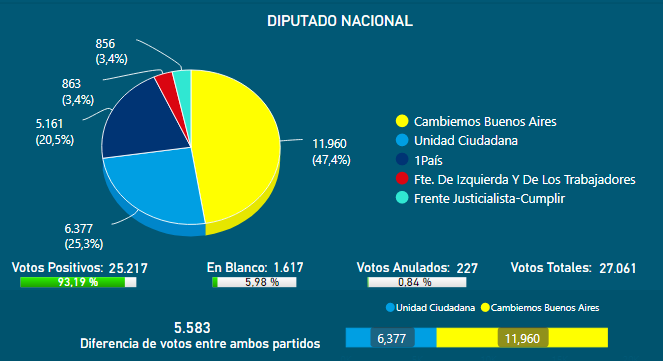 DIPUTADO NACIONAL
856
(3,4%)
863
(3,4%)
5.161
(20,5%)
11.960
(47,4%)
6.377
(25,3%)
Cambiemos Buenos Aires
Unidad Ciudadana
1País
Fte. De Izquierda Y De Los Trabajadores
Frente Justicialista-Cumplir
Votos Positivos: 25.217
93,19 %
En Blanco: 1.617
5,98 %
Votos Anulados: 227
0,84 %
Votos Totales: 27.061
Unidad Ciudadana Cambiemos Buenos Aires
5.583
Diferencia de votos entre ambos partidos
6,377 11,960